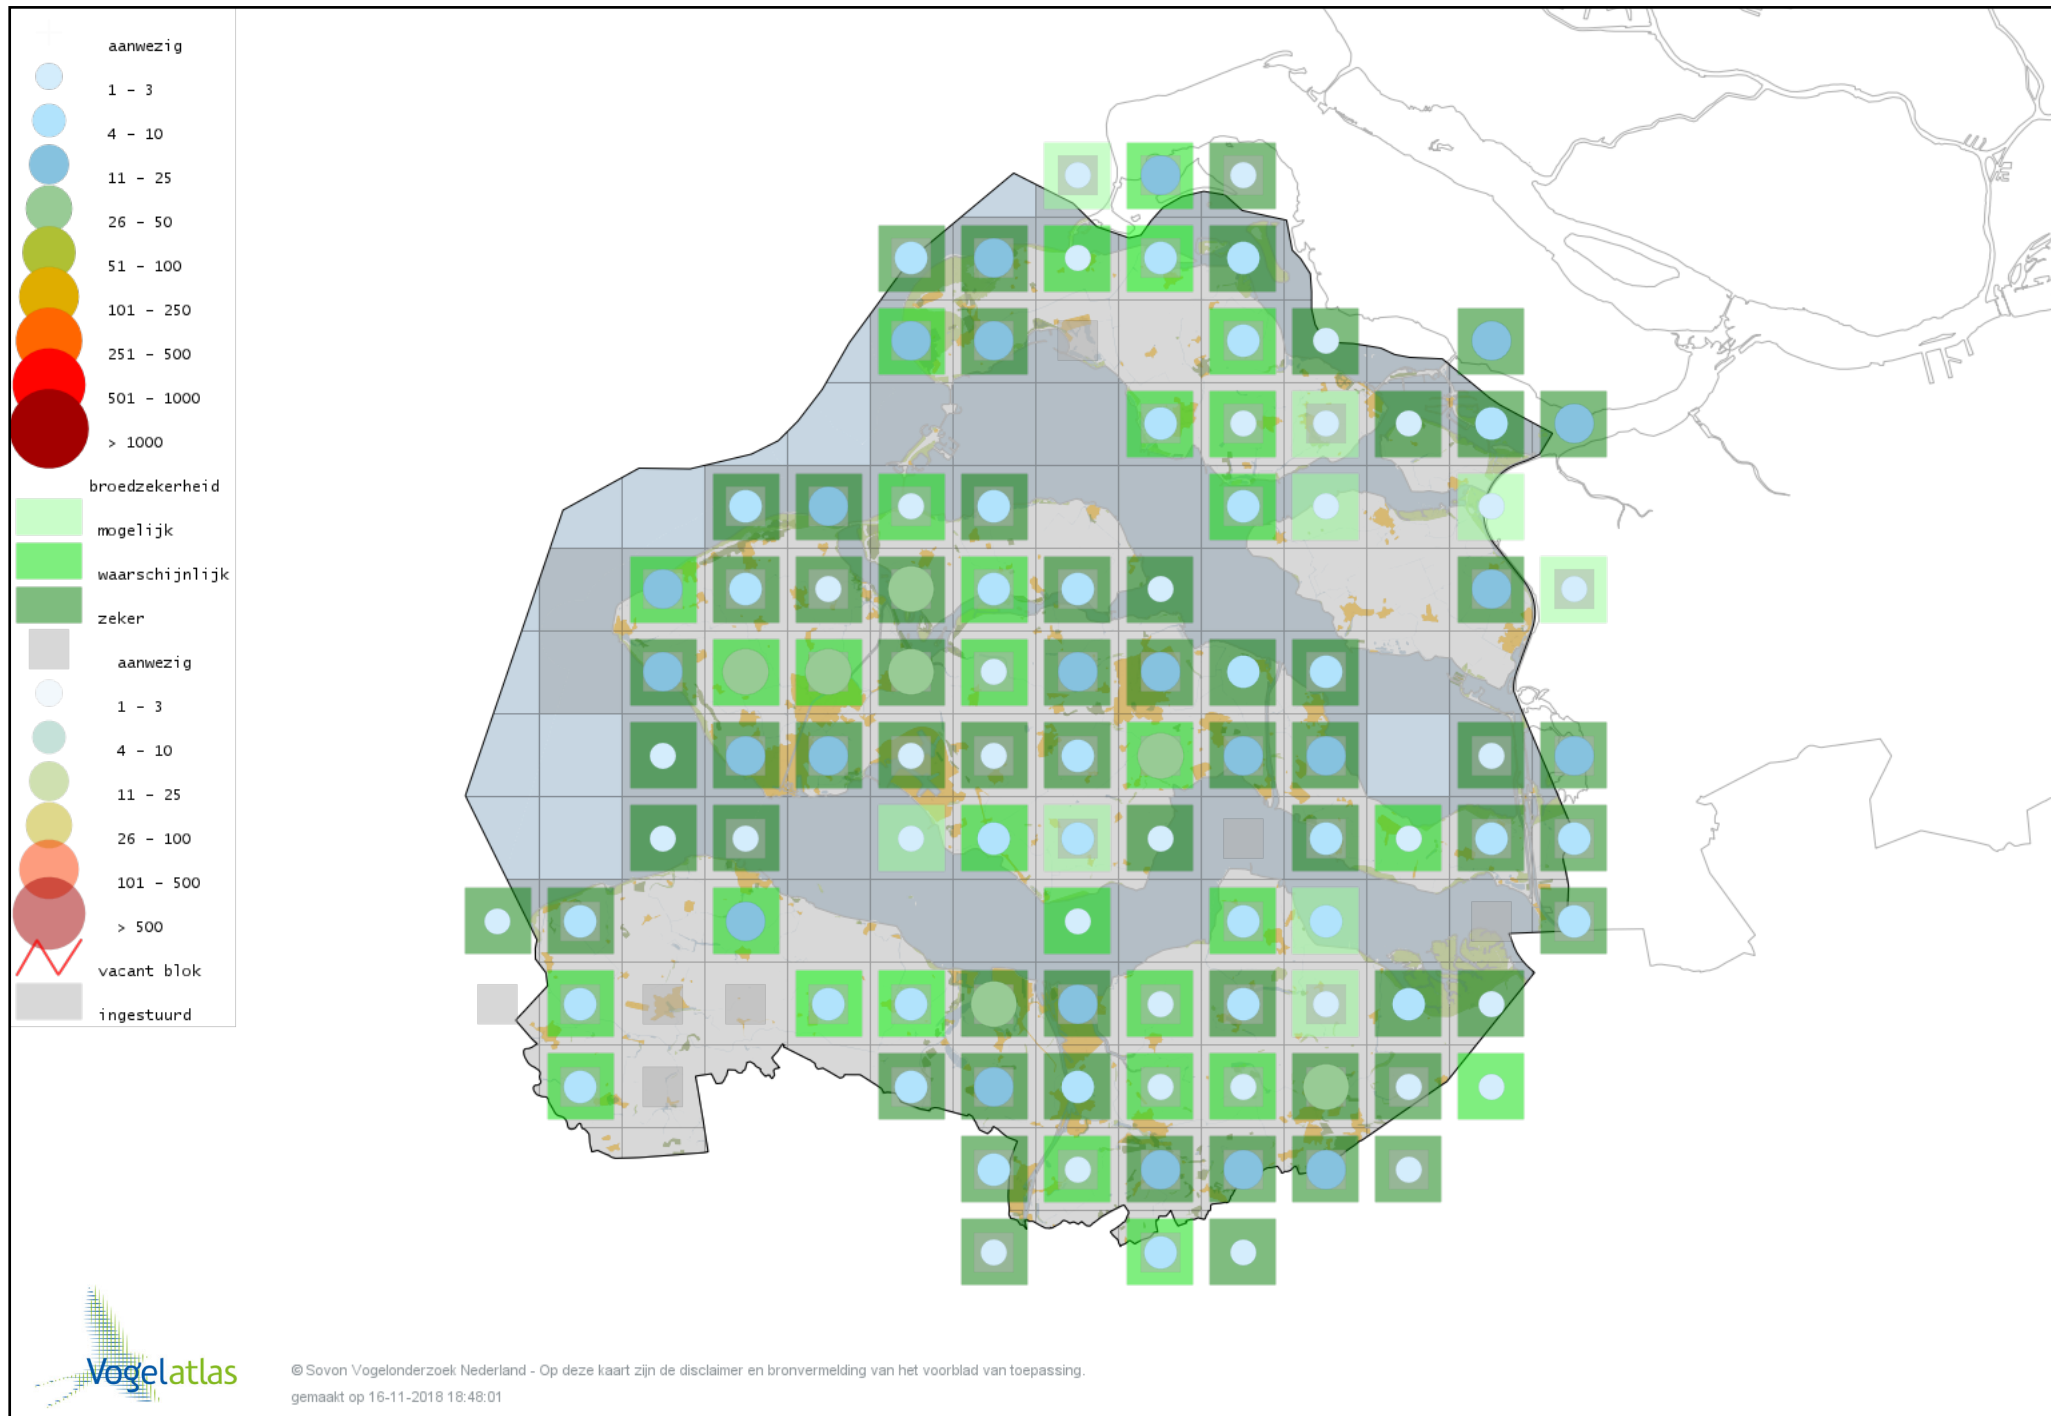 aanwezig
1 - 3
4 - 10
11 - 25
26 - 50
51 - 100
101 - 250
251 - 500
501 - 1000
> 1000
broedzekerheid
mogelijk
waarschijnlijk
zeker
aanwezig
1 - 3
4 - 10
11 - 25
26 - 100
101 - 500
> 500
vacant blok
ingestuurd
Vogelatlas
© Sovon Vogelonderzoek Nederland - Op deze kaart zijn de disclaimer en bronvermelding van het voorblad van toepassing.
gemaakt op 16-11-2018 18:48:01